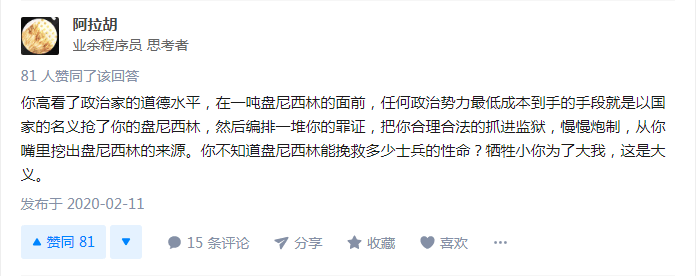 阿拉胡
业余程序员 思考者
81 人赞同了该回答
你高看了政治家的道德水平，在一吨盘尼西林的面前，任何政治势力最低成本到手的手段就是以国
家的名义抢了你的盘尼西林，然后编排一堆你的罪证，把你合理合法的抓进监狱，慢慢炮制，从你
嘴里挖出盘尼西林的来源。你不知道盘尼西林能挽救多少士兵的性命？牺牲小你为了大我，这是大
义。
发布于 2020-02-11
赞同 81 15 条评论 分享 收藏 喜欢